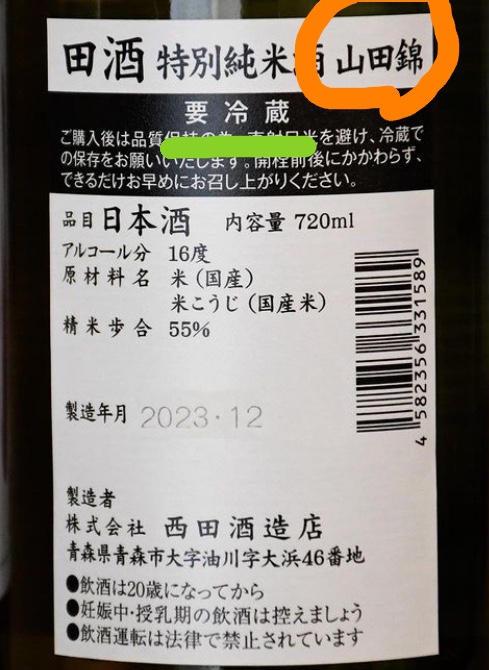 田酒 特別純米酒 山田錦
要冷蔵
ご購入後は品質を避け、冷蔵で
の保存をお願いいたします。開栓前後にかかわらず、
できるだけお早めにお召し上がりください。
品目 日本酒 内容量 720ml
アルコール分 16度
原材料名 米（国産）
米こうじ（国産米）
精米歩合 55%
製造年月 2023・12
4 582356 331589
製造者
株式会社 西田酒造店
青森県青森市大字油川字大浜46番地
●飲酒は20歳になってから
●妊娠中・授乳期の飲酒は控えましょう
●飲酒運転は法律で禁止されています